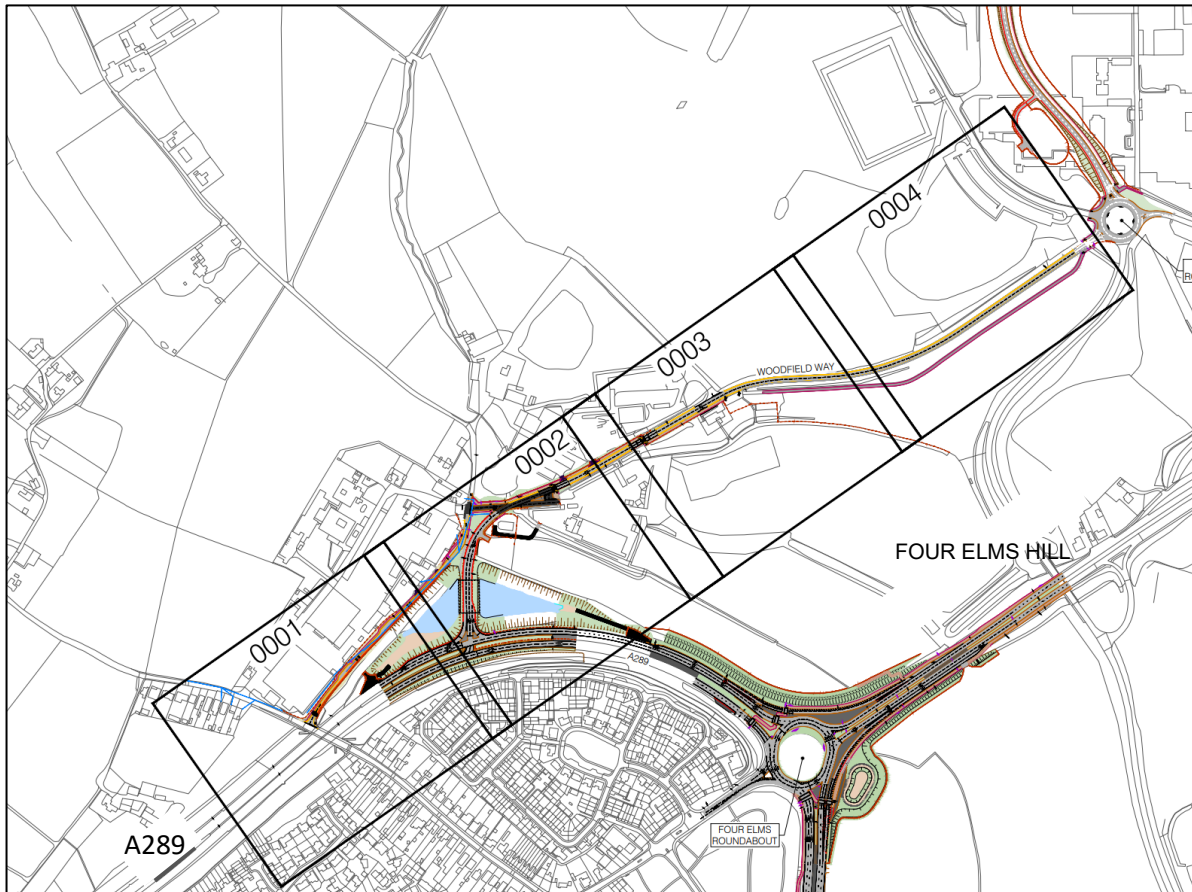 0004
0003
WOODFIELD WAY
0002
FOUR ELMS HILL
0001
A289
A289
FOUR ELMS
ROUNDABOUT